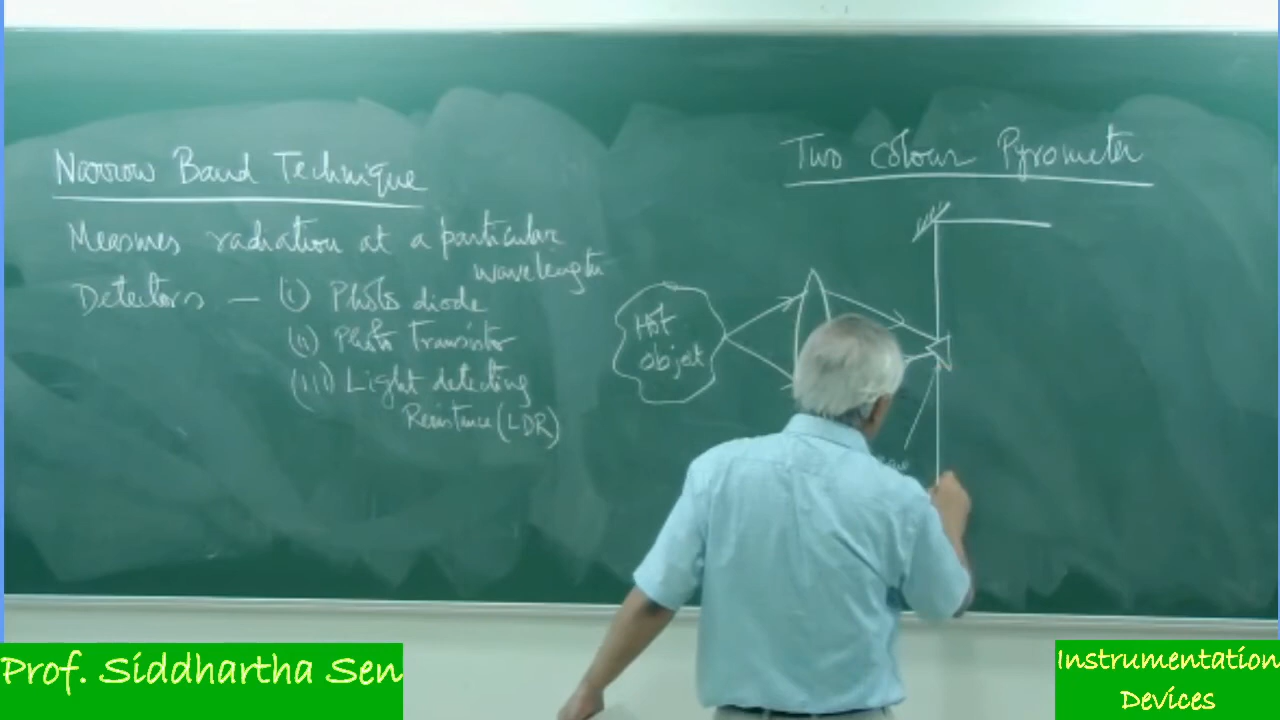 Narrow Band Technique
Measures radiation at a particular
wavelength
Detectors — (i) Photo diode
(ii) Photo Transistor
(iii) Light detecting
Resistance (LDR)
Two colour Pyrometer
Hot
object
Prof. Siddhartha Sen
Instrumentation
Devices